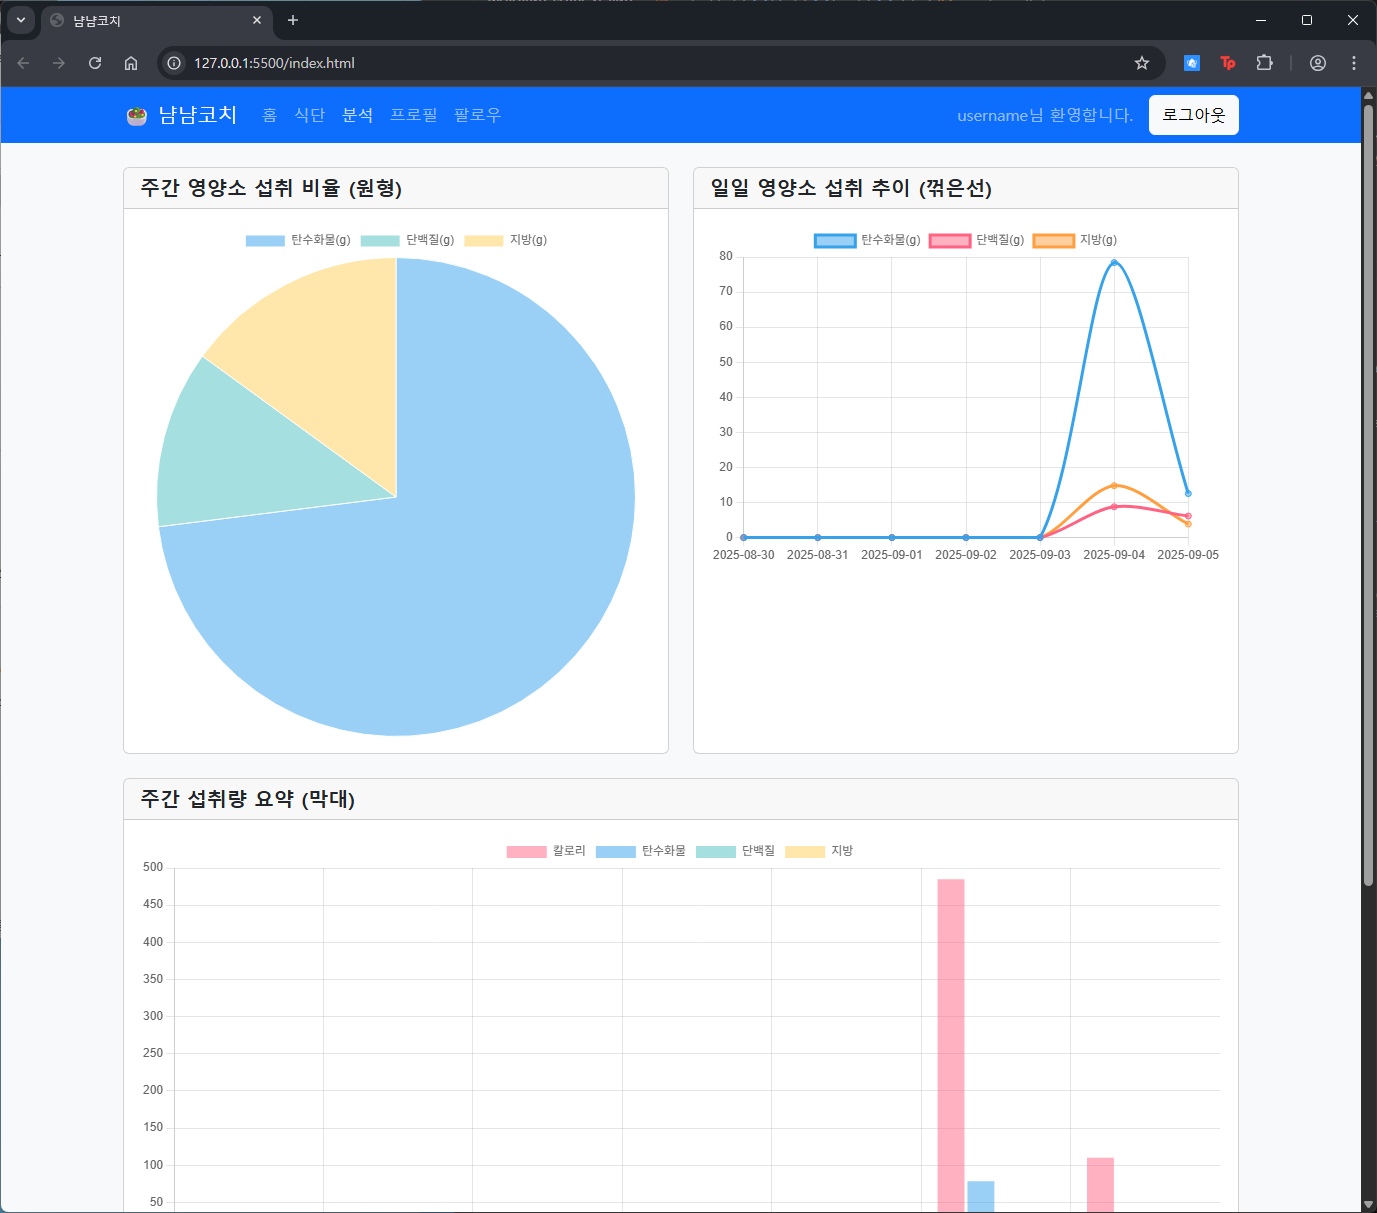 냠냠코치
127.0.0.1:5500/index.html
Tp
냠냠코치 홈 식단 분석 프로필 팔로우 username님 환영합니다. 로그아웃
주간 영양소 섭취 비율 (원형)
탄수화물(g) 단백질(g) 지방(g)
일일 영양소 섭취 추이 (꺾은선)
탄수화물(g) 단백질(g) 지방(g)
80
70
60
50
40
30
20
10
0
2025-08-30 2025-08-31 2025-09-01 2025-09-02 2025-09-03 2025-09-04 2025-09-05
주간 섭취량 요약 (막대)
칼로리 탄수화물 단백질 지방
500
450
400
350
300
250
200
150
100
50